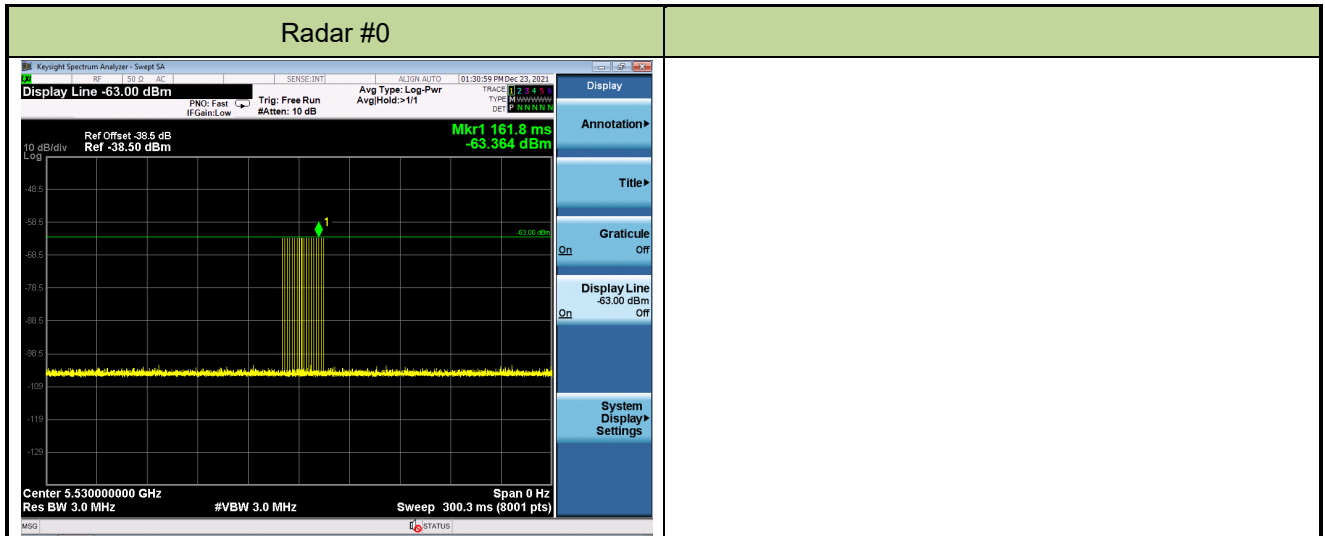 Radar #0
Keysight Spectrum Analyzer - Swept SA
RF 50 Ω AC SENSE:INT ALIGN AUTO 01:30:59 PM Dec 23, 2021
Display Line -63.00 dBm
PNO: Fast
IFGain:Low
Trig: Free Run
#Atten: 10 dB
Avg Type: Log-Pwr
Avg|Hold:>1/1
TRACE 1 2 3 4 5 6
TYPE M WWWWW
DET P N N N N N
Mkr1 161.8 ms
-63.364 dBm
Ref Offset -38.5 dB
10 dB/div Ref -38.50 dBm
Log
-48.5
-58.5
1
-63.00 dBm
-68.5
-78.5
-88.5
-98.5
-109
-119
-129
Center 5.530000000 GHz Span 0 Hz
Res BW 3.0 MHz #VBW 3.0 MHz Sweep 300.3 ms (8001 pts)
MSG STATUS
Display
Annotation
Title
Graticule
On Off
Display Line
-63.00 dBm
On Off
System
Display
Settings